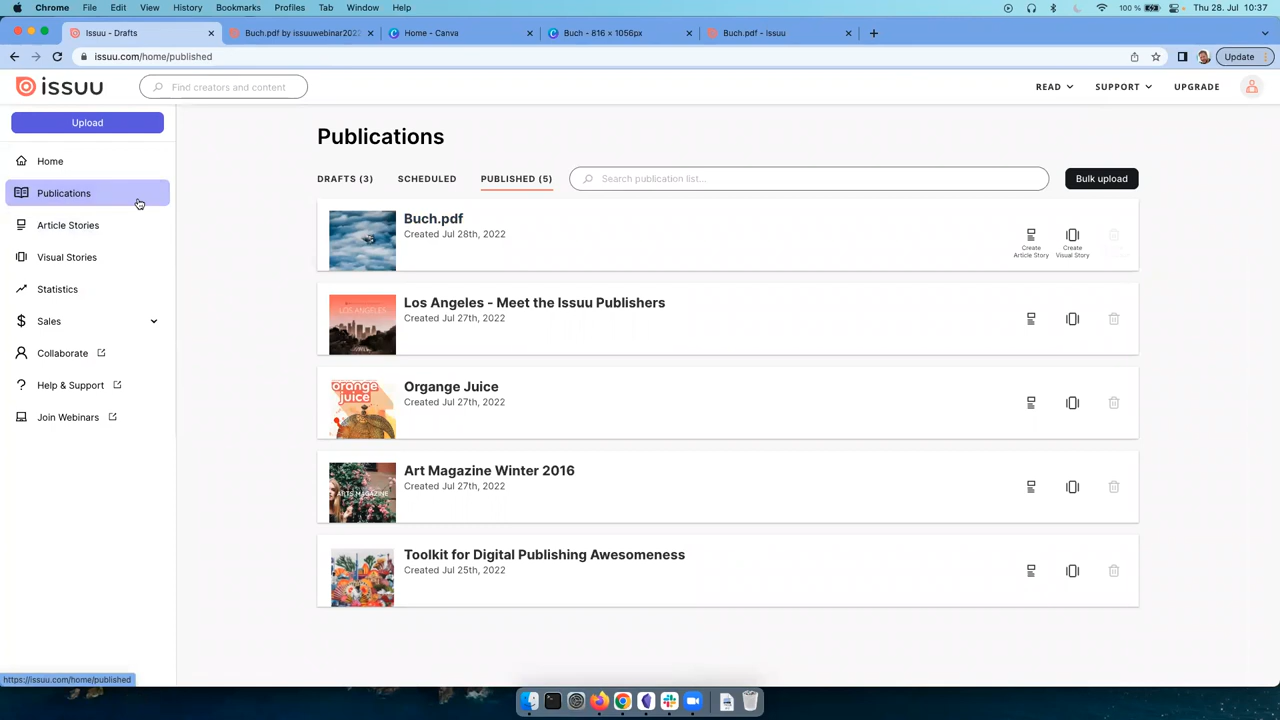 Chrome File Edit View History Bookmarks Profiles Tab Window Help 100 % Thu 28. Jul 10:37
Issuu - Drafts Buch.pdf by issuuwebinar2022 Home - Canva Buch - 816 × 1056px Buch.pdf - Issuu
issuu.com/home/published Update
issuu Find creators and content READ SUPPORT UPGRADE
Upload
Home
Publications
Article Stories
Visual Stories
Statistics
Sales
Collaborate
Help & Support
Join Webinars
Publications
DRAFTS (3) SCHEDULED PUBLISHED (5) Search publication list... Bulk upload
Buch.pdf
Created Jul 28th, 2022
Create Article Story
Create Visual Story
LOS ANGELES
Los Angeles - Meet the Issuu Publishers
Created Jul 27th, 2022
orange
juice
Organge Juice
Created Jul 27th, 2022
ARTS MAGAZINE
Art Magazine Winter 2016
Created Jul 27th, 2022
Toolkit for Digital Publishing Awesomeness
Created Jul 25th, 2022
https://issuu.com/home/published